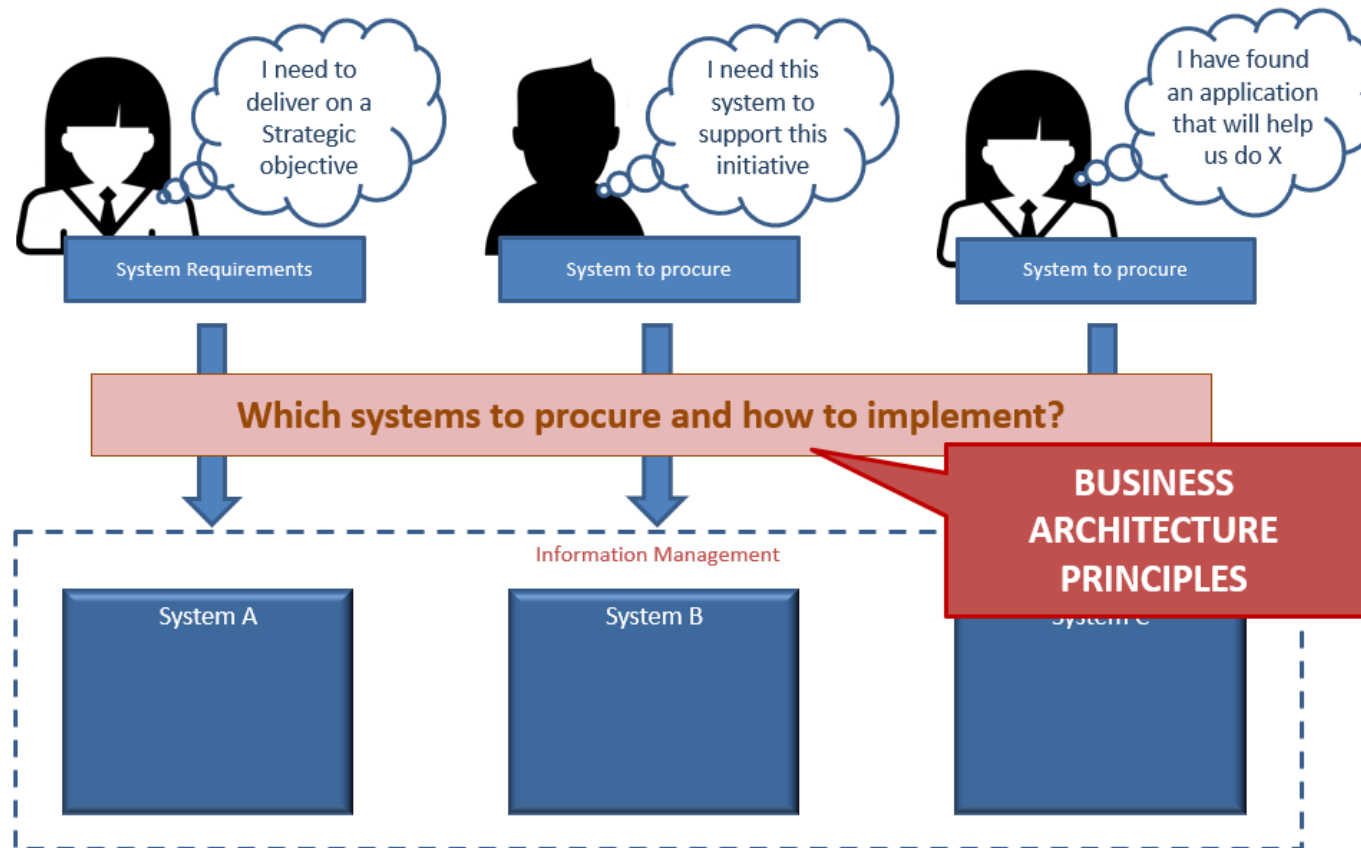 I need to
deliver on a
Strategic
objective
I need this
system to
support this
initiative
I have found
an application
that will help
us do X
System Requirements
System to procure
System to procure
Which systems to procure and how to implement?
BUSINESS
ARCHITECTURE
PRINCIPLES
Information Management
System A
System B
System C